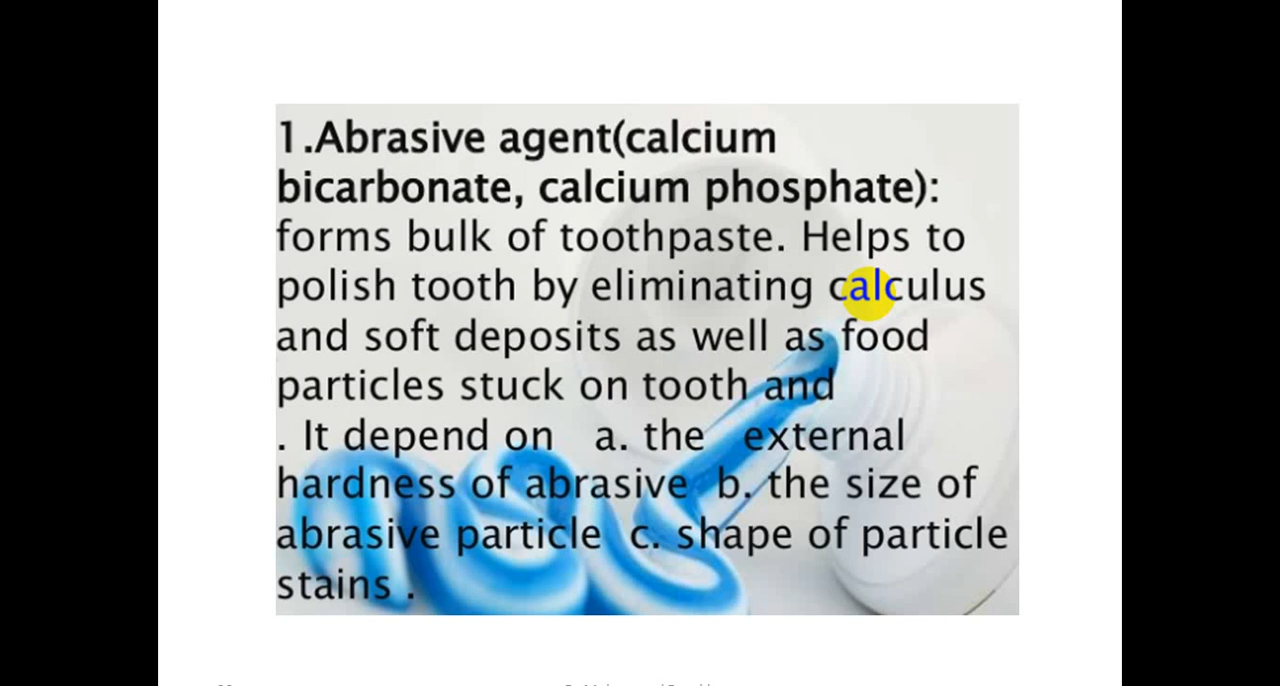 1.Abrasive agent(calcium
bicarbonate, calcium phosphate):
forms bulk of toothpaste. Helps to
polish tooth by eliminating calculus
and soft deposits as well as food
particles stuck on tooth and
. It depend on a. the external
hardness of abrasive b. the size of
abrasive particle c. shape of particle
stains .